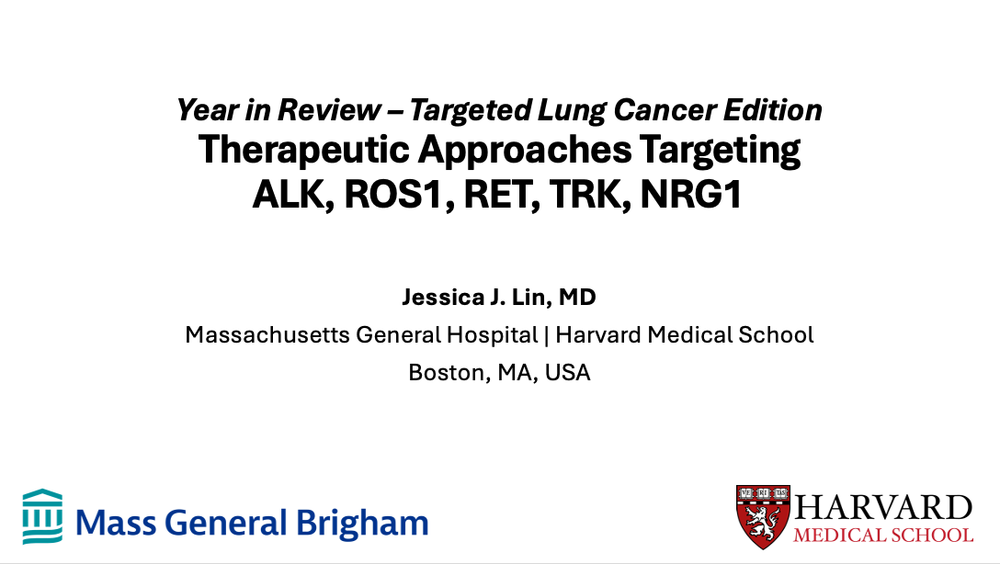 Year in Review – Targeted Lung Cancer Edition
Therapeutic Approaches Targeting
ALK, ROS1, RET, TRK, NRG1
Jessica J. Lin, MD
Massachusetts General Hospital | Harvard Medical School
Boston, MA, USA
Mass General Brigham
VE RI TAS
HARVARD
MEDICAL SCHOOL